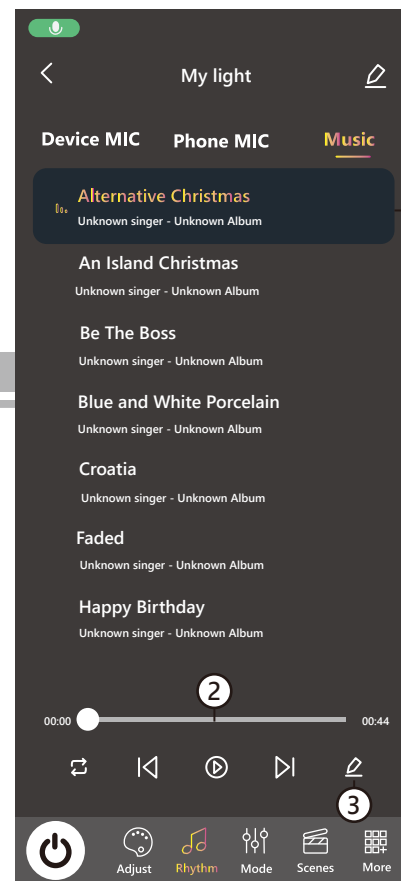 My light
Device MIC Phone MIC Music
Alternative Christmas
Unknown singer - Unknown Album
An Island Christmas
Unknown singer - Unknown Album
Be The Boss
Unknown singer - Unknown Album
Blue and White Porcelain
Unknown singer - Unknown Album
Croatia
Unknown singer - Unknown Album
Faded
Unknown singer - Unknown Album
Happy Birthday
Unknown singer - Unknown Album
2
00:00 00:44
3
Adjust Rhythm Mode Scenes More